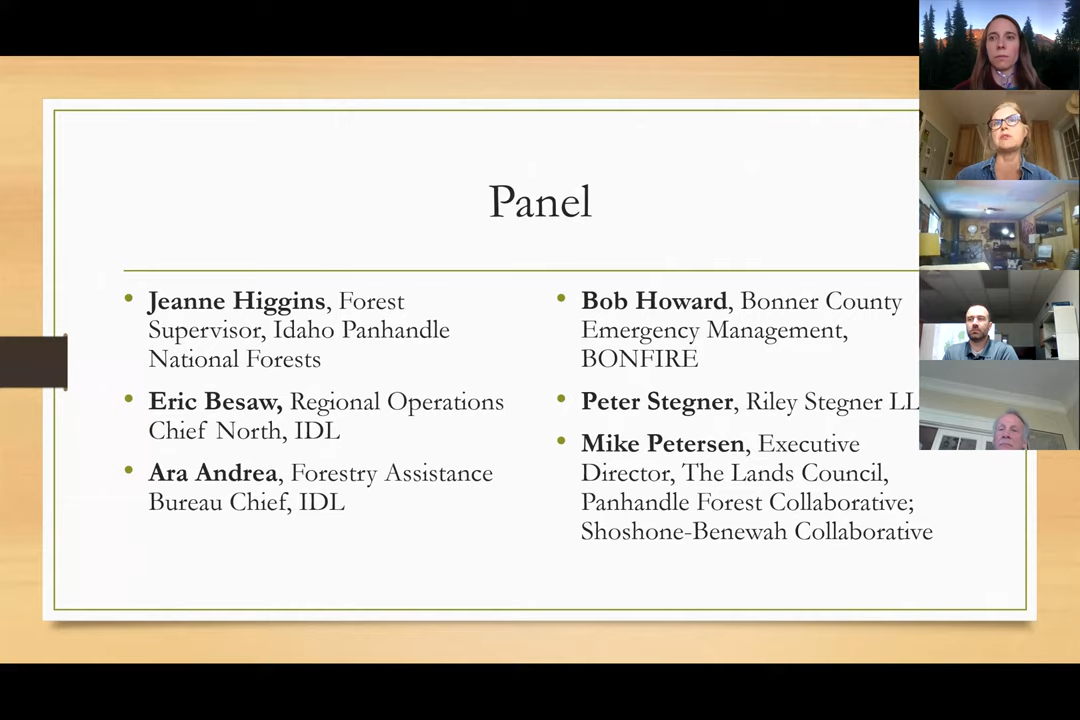 Panel
Jeanne Higgins, Forest
Supervisor, Idaho Panhandle
National Forests
Eric Besaw, Regional Operations
Chief North, IDL
Ara Andrea, Forestry Assistance
Bureau Chief, IDL
Bob Howard, Bonner County
Emergency Management,
BONFIRE
Peter Stegner, Riley Stegner
Mike Petersen, Executive
Director, The Lands Council,
Panhandle Forest Collaborative;
Shoshone-Benewah Collaborative